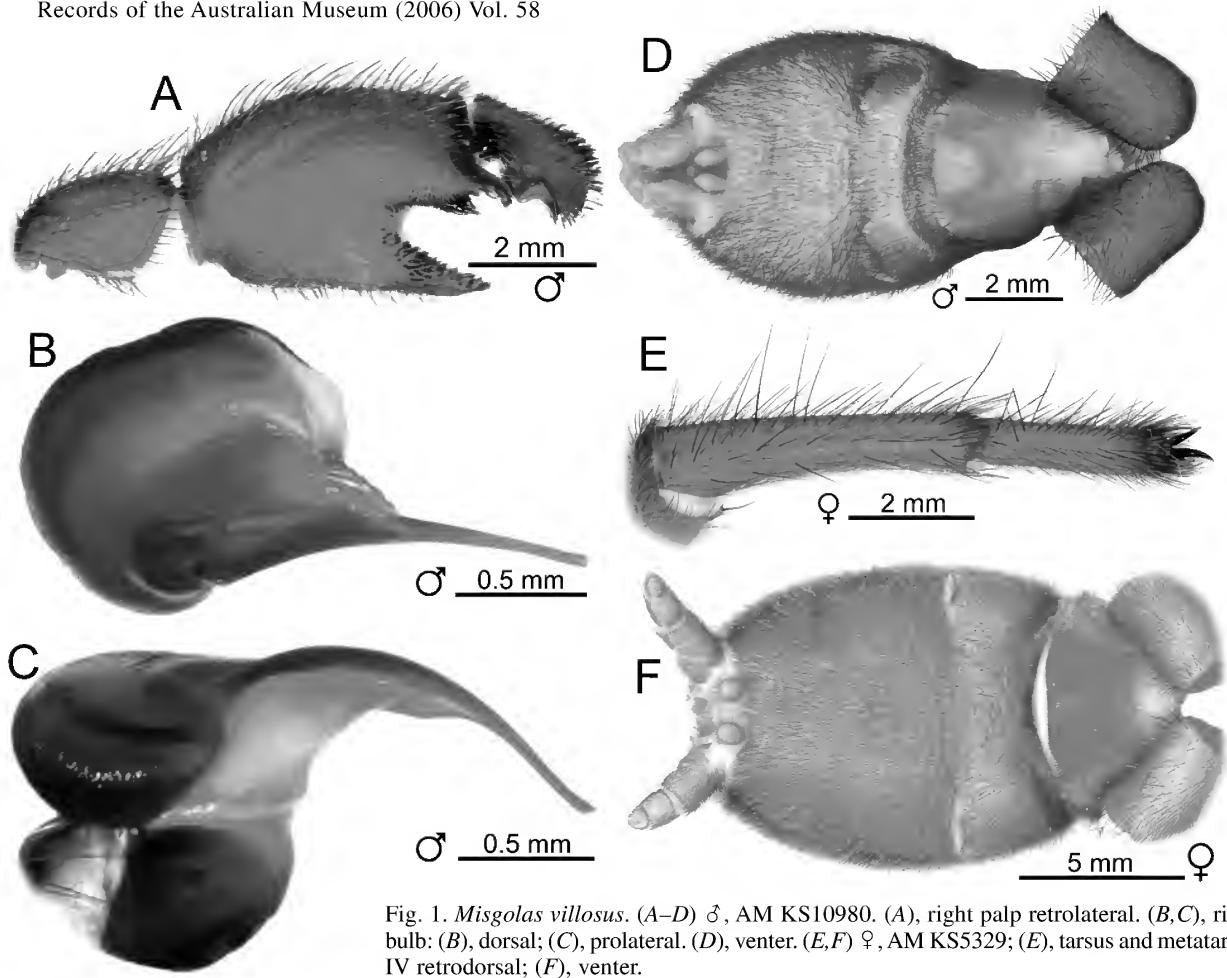 Records of the Australian Museum (2006) Vol. 58
A
D
2 mm
♂
♂ 2 mm
B
E
♀ 2 mm
♂ 0.5 mm
C
F
♂ 0.5 mm
5 mm ♀
Fig. 1. Misgolas villosus. (A–D) ♂, AM KS10980. (A), right palp retrolateral. (B,C), ri
bulb: (B), dorsal; (C), prolateral. (D), venter. (E,F) ♀, AM KS5329; (E), tarsus and metatar
IV retrodorsal; (F), venter.